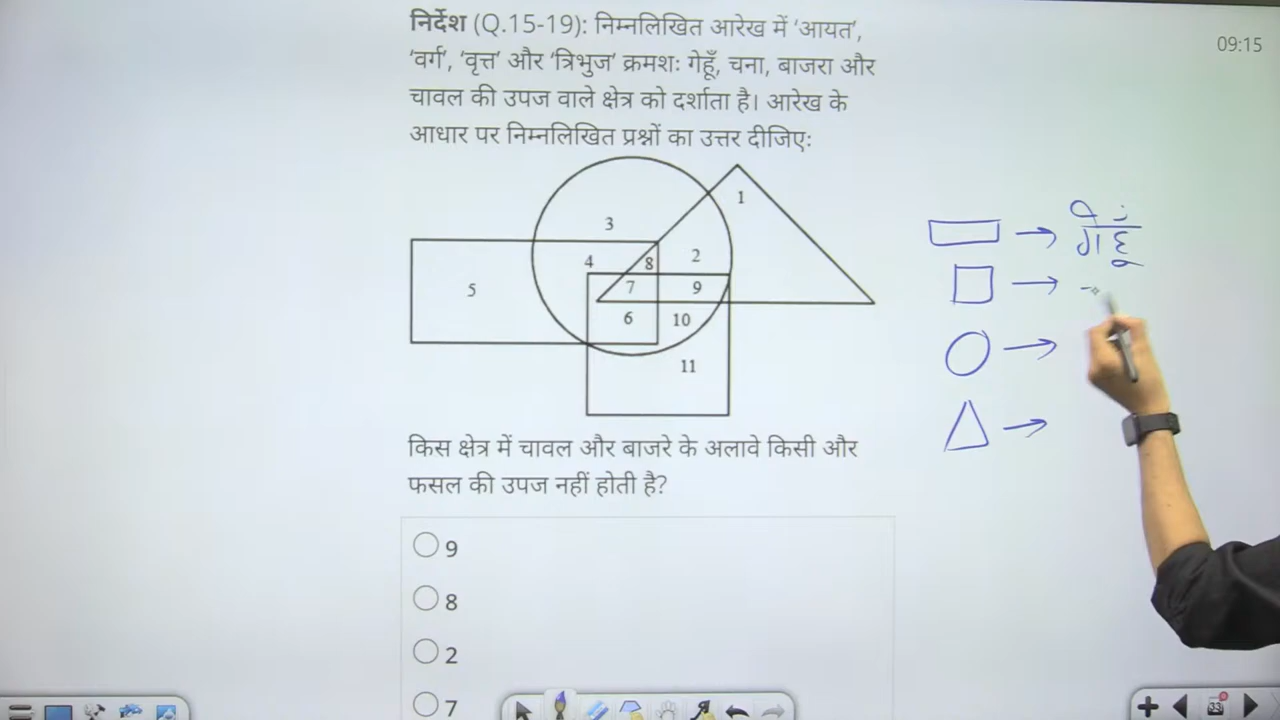 निर्देश (Q.15-19): निम्नलिखित आरेख में ‘आयत’,
‘वर्ग’, ‘वृत्त’ और ‘त्रिभुज’ क्रमशः गेहूँ, चना, बाजरा और
चावल की उपज वाले क्षेत्र को दर्शाता है। आरेख के
आधार पर निम्नलिखित प्रश्नों का उत्तर दीजिए:
09:15
1
3
2
4
8
5
7
9
6
10
11
गेहूं
किस क्षेत्र में चावल और बाजरे के अलावे किसी और
फसल की उपज नहीं होती है?
9
8
2
7
33